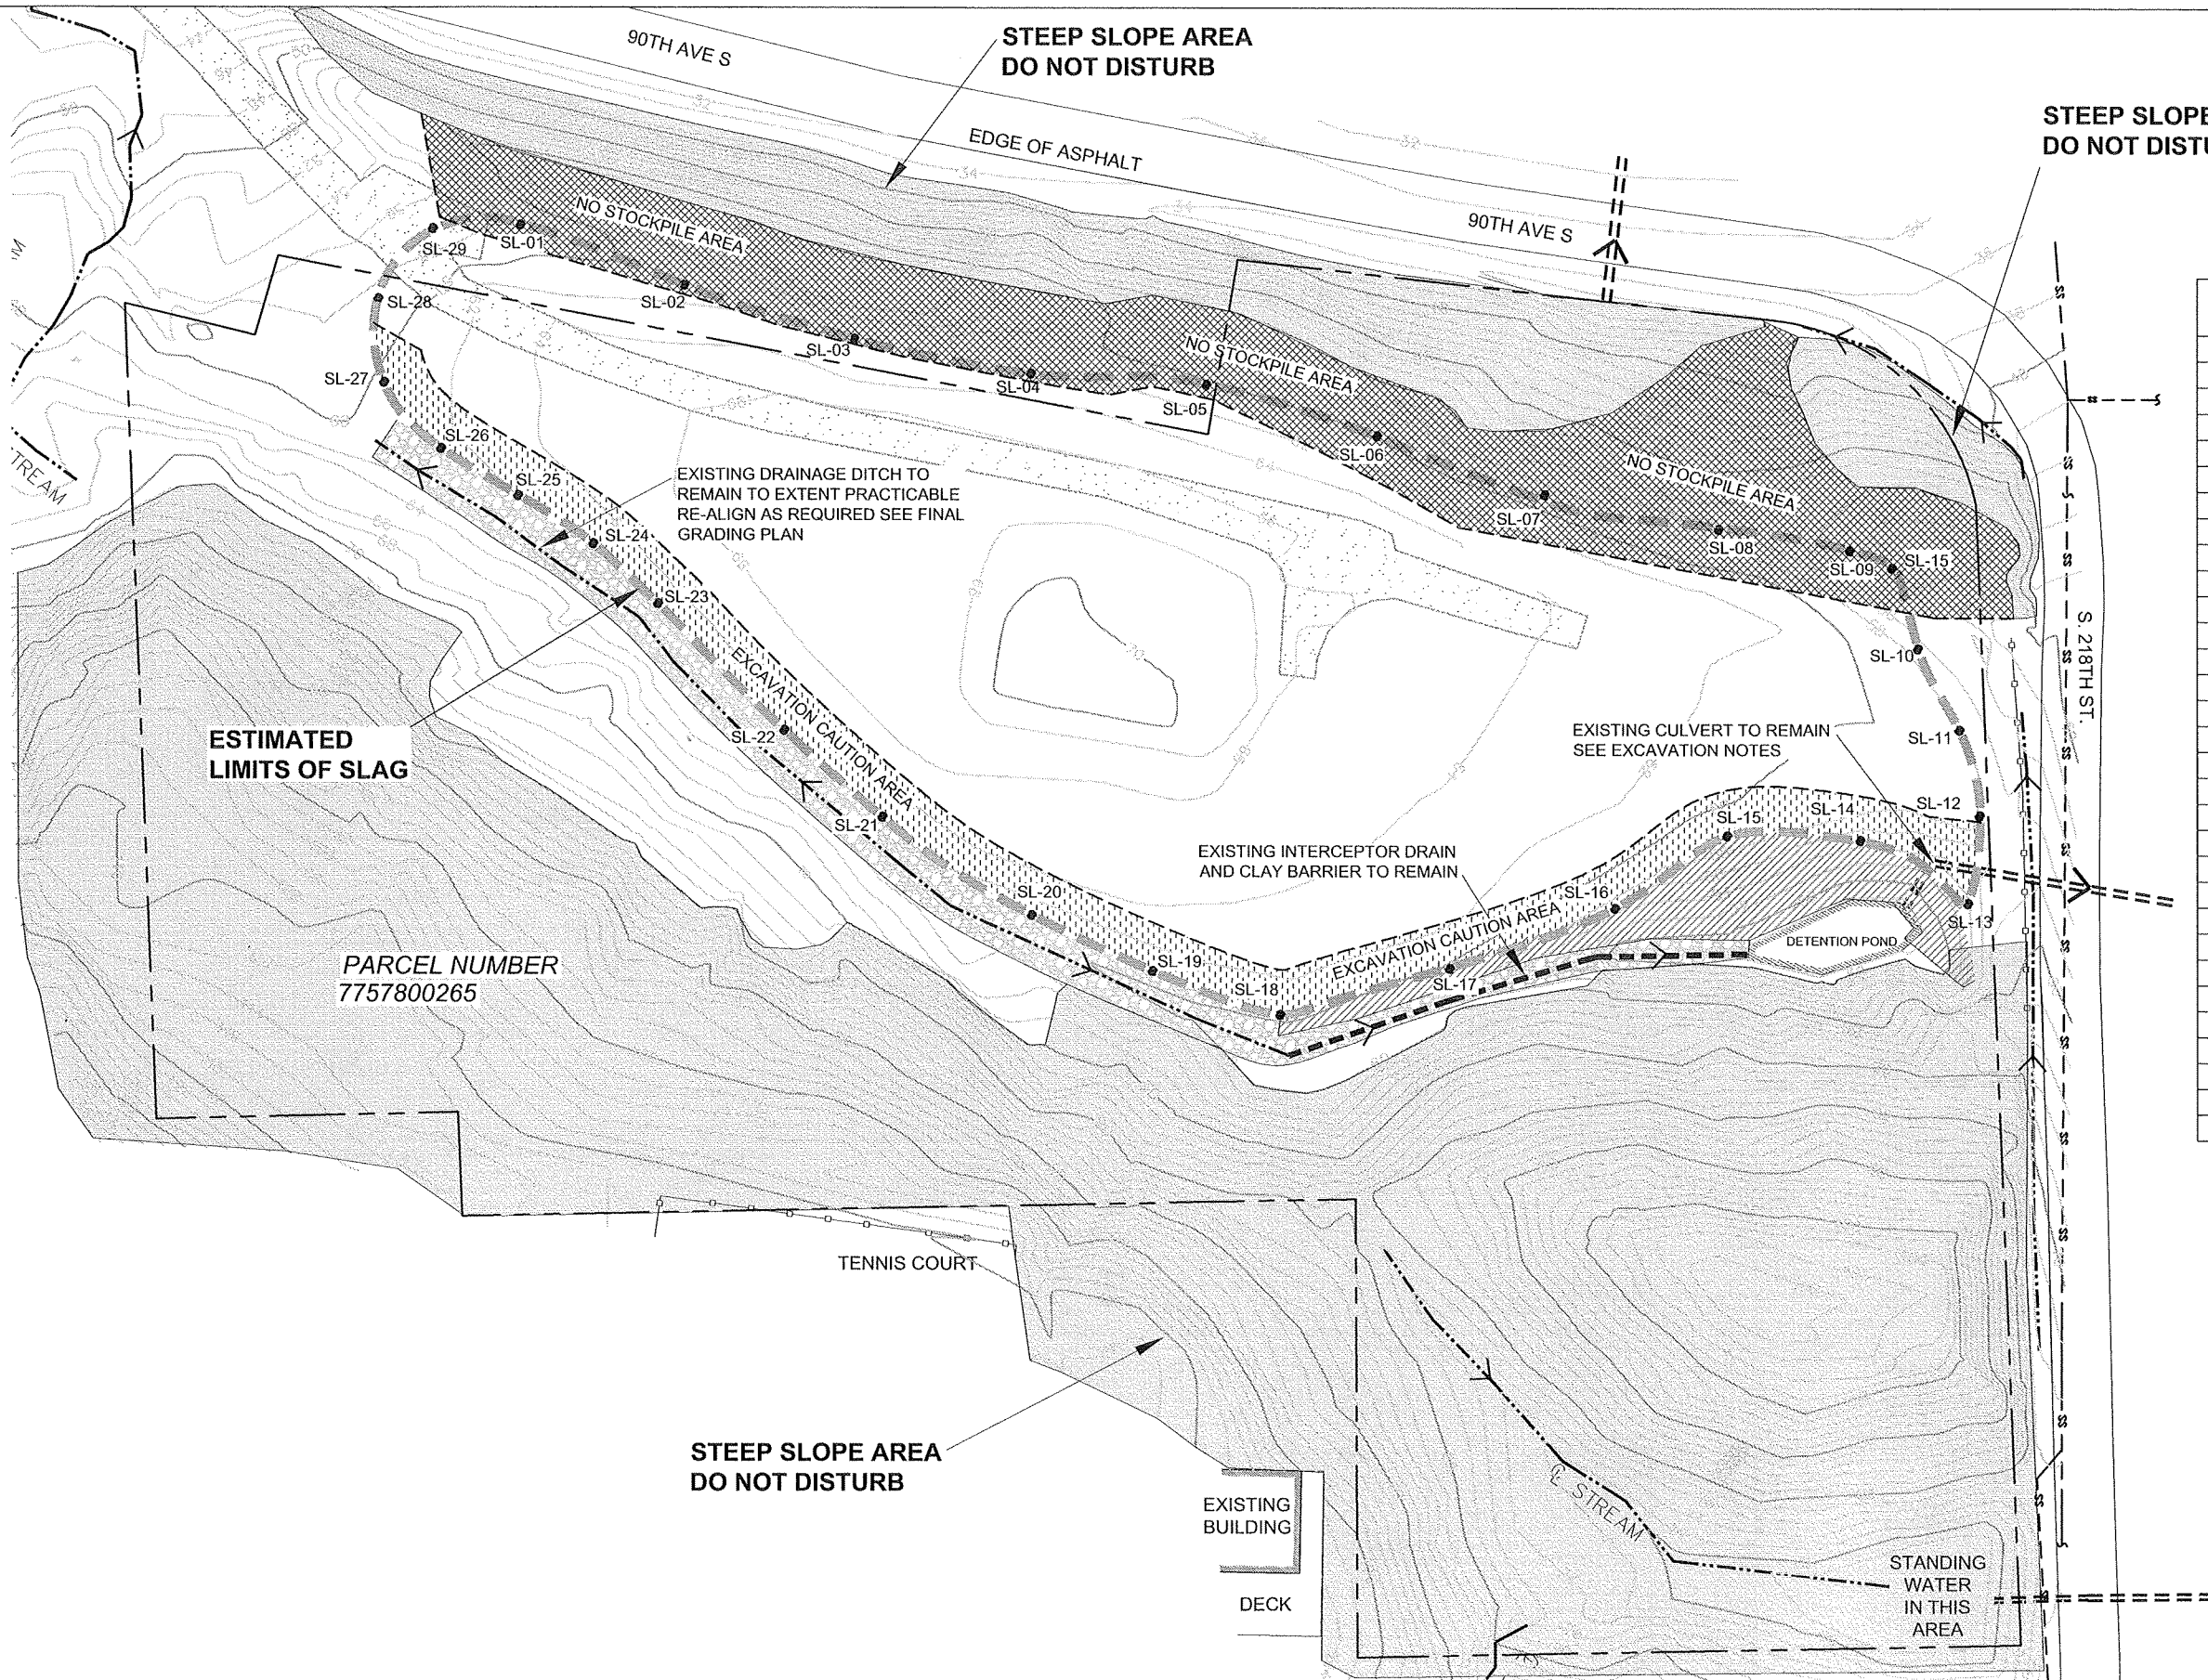 90TH AVE S
STEEP SLOPE AREA
DO NOT DISTURB
STEEP SLOPE
DO NOT DISTU
EDGE OF ASPHALT
90TH AVE S
NO STOCKPILE AREA
SL-29
SL-01
SL-28
SL-02
SL-03
NO STOCKPILE AREA
SL-27
SL-04
SL-05
SL-26
SL-06
NO STOCKPILE AREA
TREAM
EXISTING DRAINAGE DITCH TO
REMAIN TO EXTENT PRACTICABLE
RE-ALIGN AS REQUIRED SEE FINAL
GRADING PLAN
SL-25
SL-07
SL-24
SL-08
SL-09
SL-15
SL-23
S. 218TH ST.
SL-10
EXCAVATION CAUTION AREA
ESTIMATED
LIMITS OF SLAG
SL-22
EXISTING CULVERT TO REMAIN
SEE EXCAVATION NOTES
SL-11
SL-12
SL-21
SL-15
SL-14
EXISTING INTERCEPTOR DRAIN
AND CLAY BARRIER TO REMAIN
SL-20
SL-16
SL-13
EXCAVATION CAUTION AREA
DETENTION POND
SL-19
SL-17
PARCEL NUMBER
7757800265
SL-18
TENNIS COURT
STEEP SLOPE AREA
DO NOT DISTURB
EXISTING
BUILDING
℄ STREAM
DECK
STANDING
WATER
IN THIS
AREA